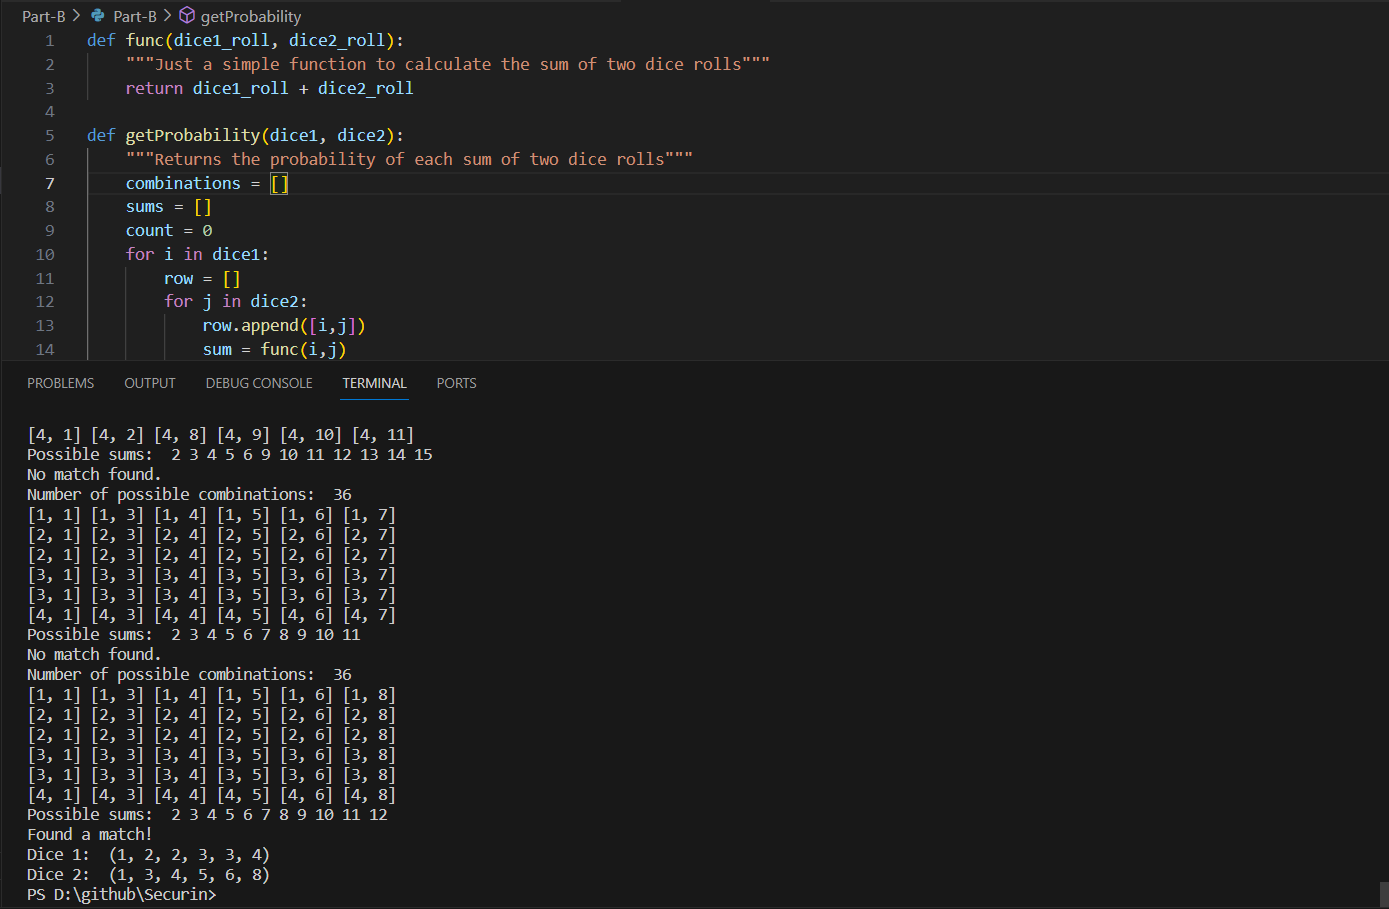 Part-B > Part-B > getProbability
1 def func(dice1_roll, dice2_roll):
2 """Just a simple function to calculate the sum of two dice rolls"""
3 return dice1_roll + dice2_roll
4
5 def getProbability(dice1, dice2):
6 """Returns the probability of each sum of two dice rolls"""
7 combinations = []
8 sums = []
9 count = 0
10 for i in dice1:
11 row = []
12 for j in dice2:
13 row.append([i,j])
14 sum = func(i,j)
PROBLEMS OUTPUT DEBUG CONSOLE TERMINAL PORTS
[4, 1] [4, 2] [4, 8] [4, 9] [4, 10] [4, 11]
Possible sums:  2 3 4 5 6 9 10 11 12 13 14 15
No match found.
Number of possible combinations:  36
[1, 1] [1, 3] [1, 4] [1, 5] [1, 6] [1, 7]
[2, 1] [2, 3] [2, 4] [2, 5] [2, 6] [2, 7]
[2, 1] [2, 3] [2, 4] [2, 5] [2, 6] [2, 7]
[3, 1] [3, 3] [3, 4] [3, 5] [3, 6] [3, 7]
[3, 1] [3, 3] [3, 4] [3, 5] [3, 6] [3, 7]
[4, 1] [4, 3] [4, 4] [4, 5] [4, 6] [4, 7]
Possible sums:  2 3 4 5 6 7 8 9 10 11
No match found.
Number of possible combinations:  36
[1, 1] [1, 3] [1, 4] [1, 5] [1, 6] [1, 8]
[2, 1] [2, 3] [2, 4] [2, 5] [2, 6] [2, 8]
[2, 1] [2, 3] [2, 4] [2, 5] [2, 6] [2, 8]
[3, 1] [3, 3] [3, 4] [3, 5] [3, 6] [3, 8]
[3, 1] [3, 3] [3, 4] [3, 5] [3, 6] [3, 8]
[4, 1] [4, 3] [4, 4] [4, 5] [4, 6] [4, 8]
Possible sums:  2 3 4 5 6 7 8 9 10 11 12
Found a match!
Dice 1:  (1, 2, 2, 3, 3, 4)
Dice 2:  (1, 3, 4, 5, 6, 8)
PS D:\github\Securin>